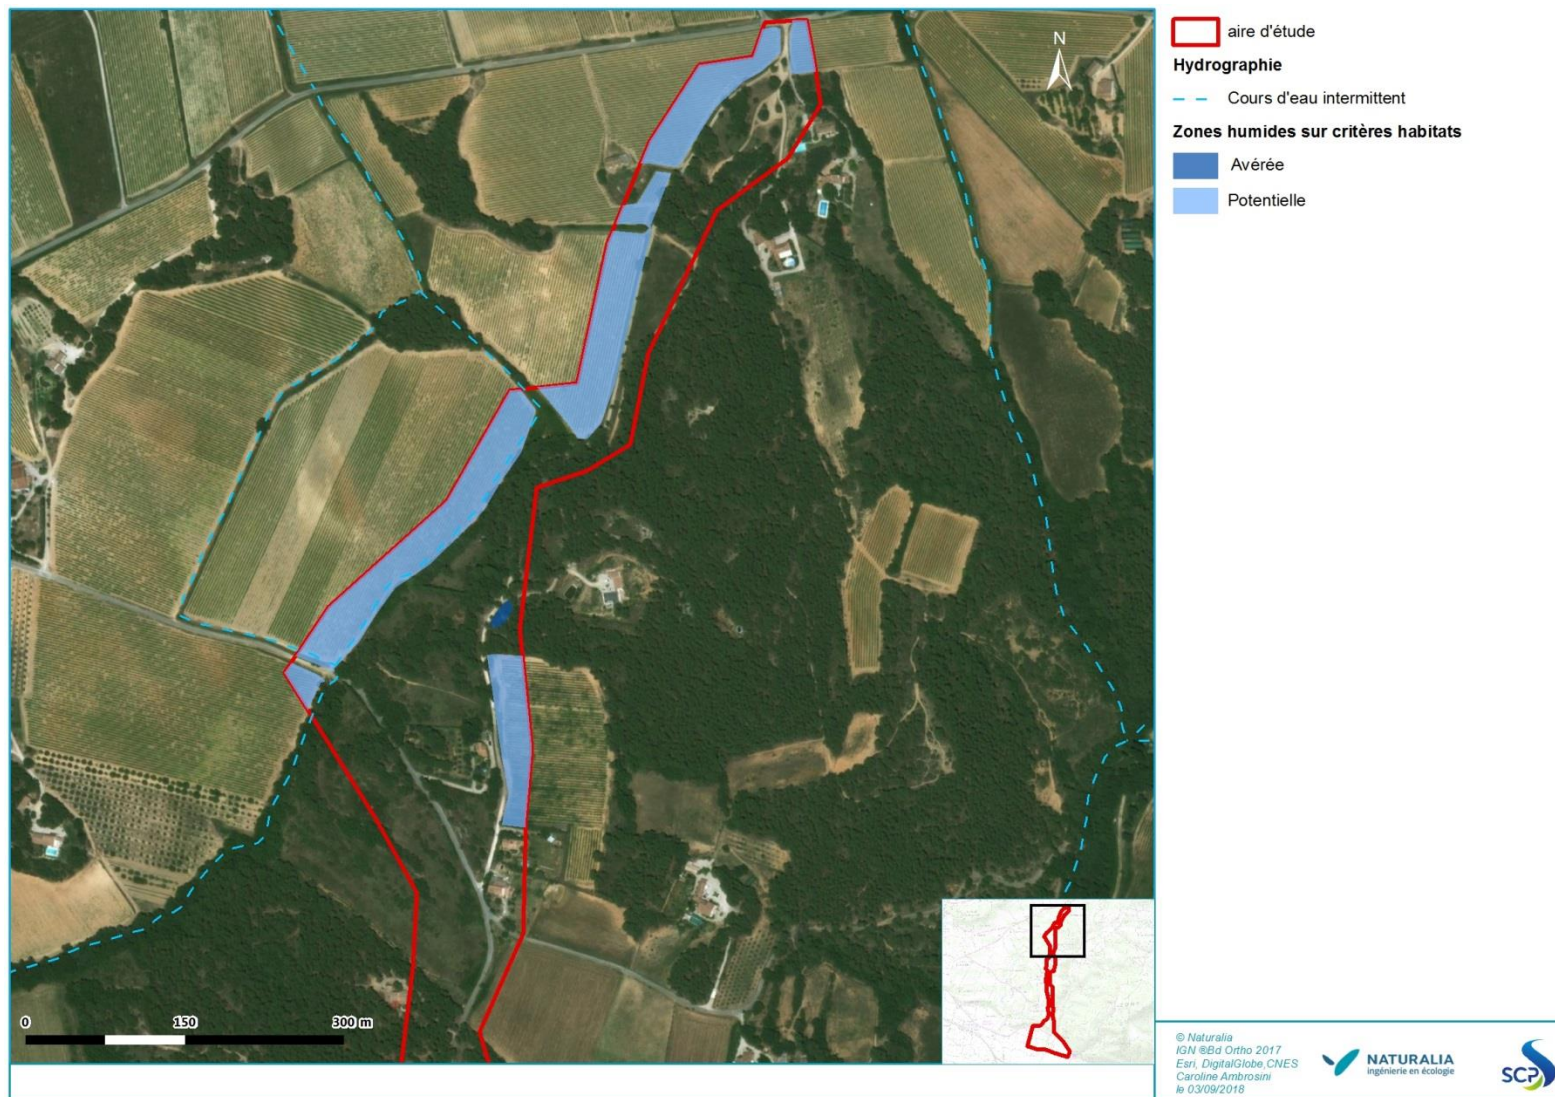 N
aire d'étude
Hydrographie
Cours d'eau intermittent
Zones humides sur critères habitats
Avérée
Potentielle
0 150 300 m
© Naturalia
IGN ®Bd Ortho 2017
Esri, DigitalGlobe,CNES
Caroline Ambrosini
le 03/09/2018
NATURALIA
ingénierie en écologie
SCP